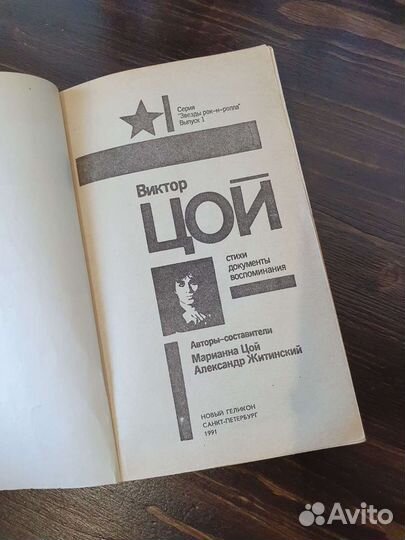 Серия
"Звезды рок-н-ролла"
Выпуск 1
Виктор
ЦОЙ
стихи
документы
воспоминания
Авторы-составители
Марианна Цой
Александр Житинский
НОВЫЙ ГЕЛИКОН
САНКТ-ПЕТЕРБУРГ
1991
Avito